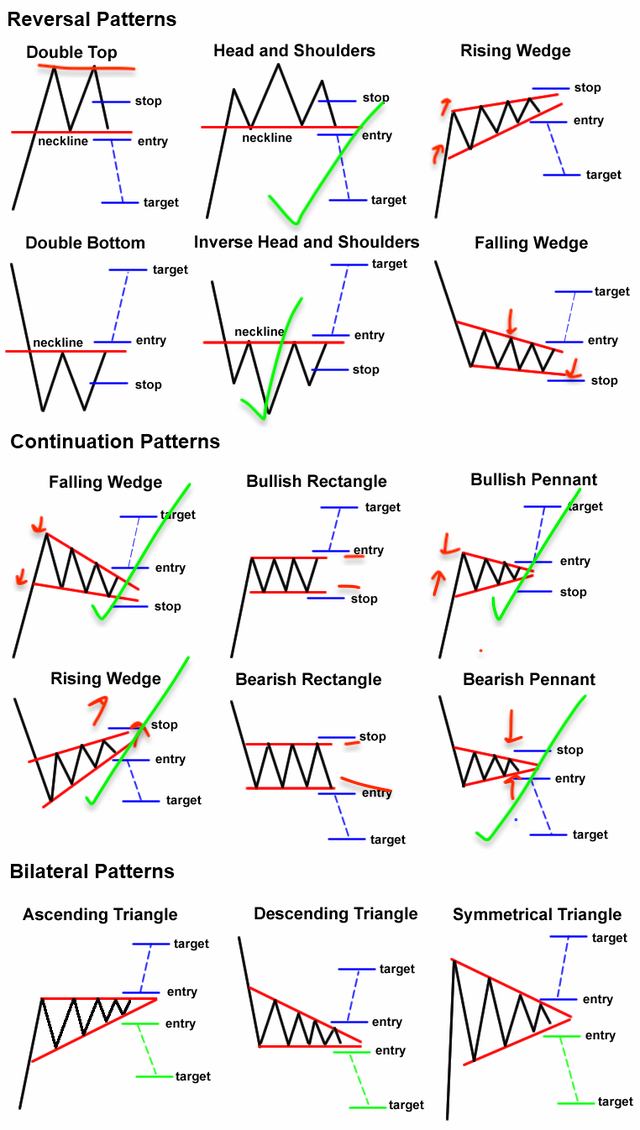 Reversal Patterns
Double Top
Head and Shoulders
Rising Wedge
stop
neckline
entry
target
stop
neckline
entry
target
stop
entry
target
Double Bottom
Inverse Head and Shoulders
Falling Wedge
target
neckline
entry
stop
target
neckline
entry
stop
target
entry
stop
Continuation Patterns
Falling Wedge
Bullish Rectangle
Bullish Pennant
target
entry
stop
target
entry
stop
target
entry
stop
Rising Wedge
Bearish Rectangle
Bearish Pennant
stop
entry
target
stop
entry
target
stop
entry
target
Bilateral Patterns
Ascending Triangle
Descending Triangle
Symmetrical Triangle
target
entry
entry
target
target
entry
entry
target
target
entry
entry
target